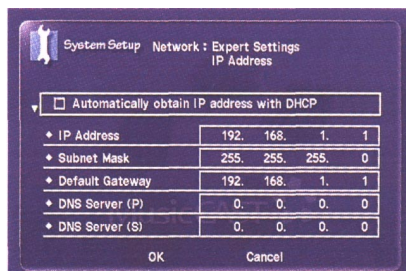 System Setup Network : Expert Settings
IP Address
Automatically obtain IP address with DHCP
IP Address 192. 168. 1. 1
Subnet Mask 255. 255. 255. 0
Default Gateway 192. 168. 1. 1
DNS Server (P) 0. 0. 0. 0
DNS Server (S) 0. 0. 0. 0
OK Cancel